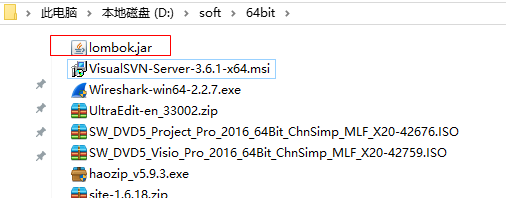 此电脑 > 本地磁盘 (D:) > soft > 64bit
lombok.jar
VisualSVN-Server-3.6.1-x64.msi
Wireshark-win64-2.2.7.exe
UltraEdit-en_33002.zip
SW_DVD5_Project_Pro_2016_64Bit_ChnSimp_MLF_X20-42676.ISO
SW_DVD5_Visio_Pro_2016_64Bit_ChnSimp_MLF_X20-42759.ISO
haozip_v5.9.3.exe
site-1.6.18.zip